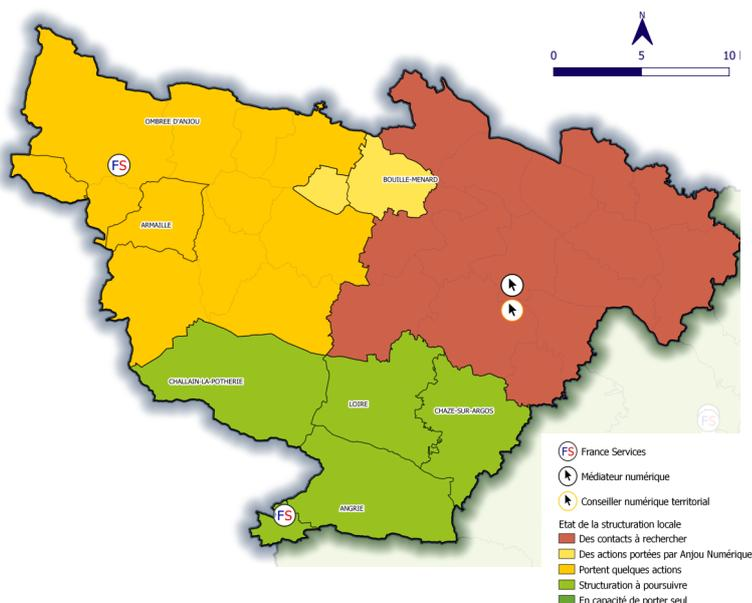 N
0 5 10
OMBREE D'ANJOU
BOUILLE-MENARD
FS
ARMAILLE
CHALLAIN-LA-POTHERIE
LOIRE
CHAZE-SUR-ARGOS
FS
ANGRIE
FS
FS France Services
Médiateur numérique
Conseiller numérique territorial
Etat de la structuration locale
Des contacts à rechercher
Des actions portées par Anjou Numérique
Portent quelques actions
Structuration à poursuivre
En capacité de porter seul